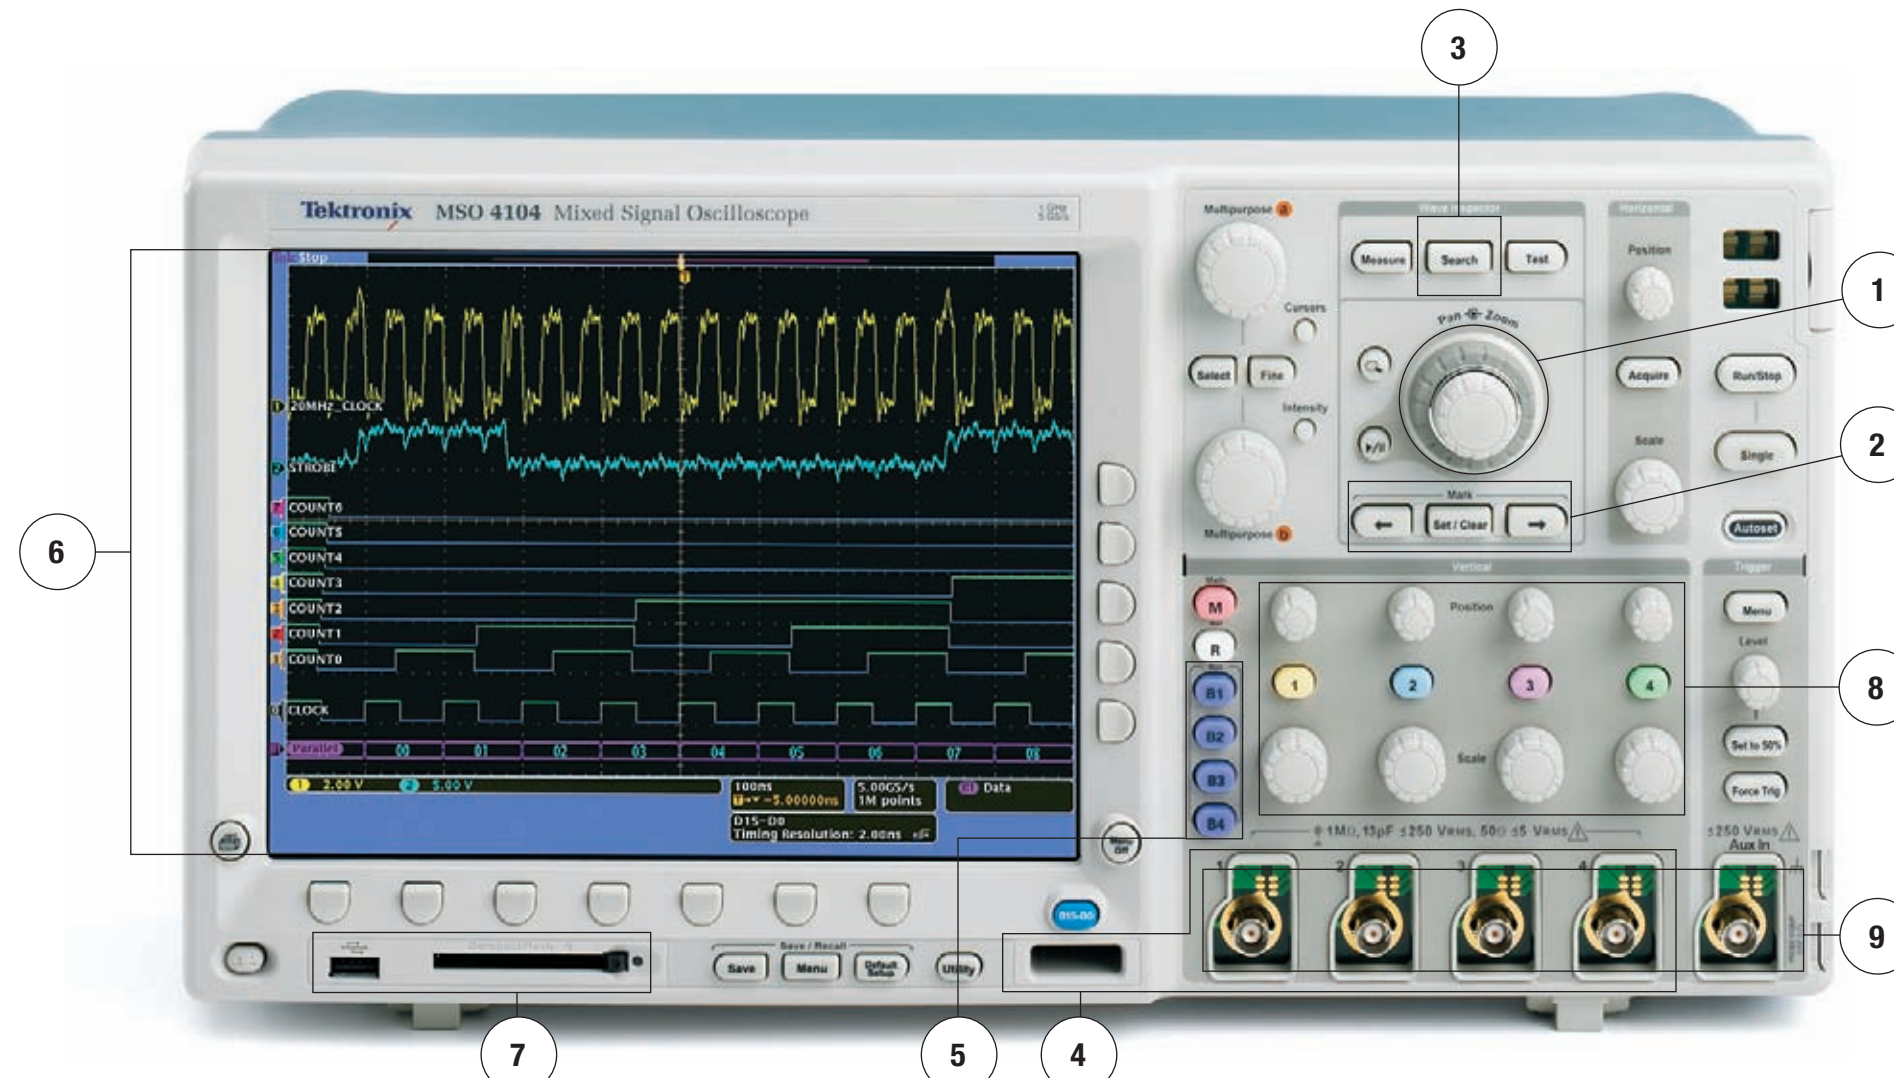 3
Tektronix MSO 4104 Mixed Signal Oscilloscope
Multipurpose a
Wave Inspector
Horizontal
Measure
Search
Test
Position
Cursors
Pan Zoom
1
Select
Fine
Acquire
Run/Stop
Intensity
Scale
Single
2
Mark
← Set / Clear →
Autoset
Multipurpose b
6
Stop
20MHz_CLOCK
STROBE
COUNT6
COUNT5
COUNT4
COUNT3
COUNT2
COUNT1
COUNT0
CLOCK
Parallel 00 01 02 03 04 05 06 07 08
1 2.00 V 2 5.00 V
100ns
-5.00000ns
5.00GS/s
1M points
B1 Data
D15-D0
Timing Resolution: 2.00ns
Menu
Off
Vertical
Trigger
Math
M
R
B1
B2
B3
B4
Position
1 2 3 4
Scale
Menu
Level
Set to 50%
Force Trig
8
1MΩ, 13pF ≤250 VRMS, 50Ω ≤5 VRMS
≤250 VRMS
Aux In
1 2 3 4
9
D15-D0
CompactFlash
Save / Recall
Save
Menu
Default
Setup
Utility
7
5
4